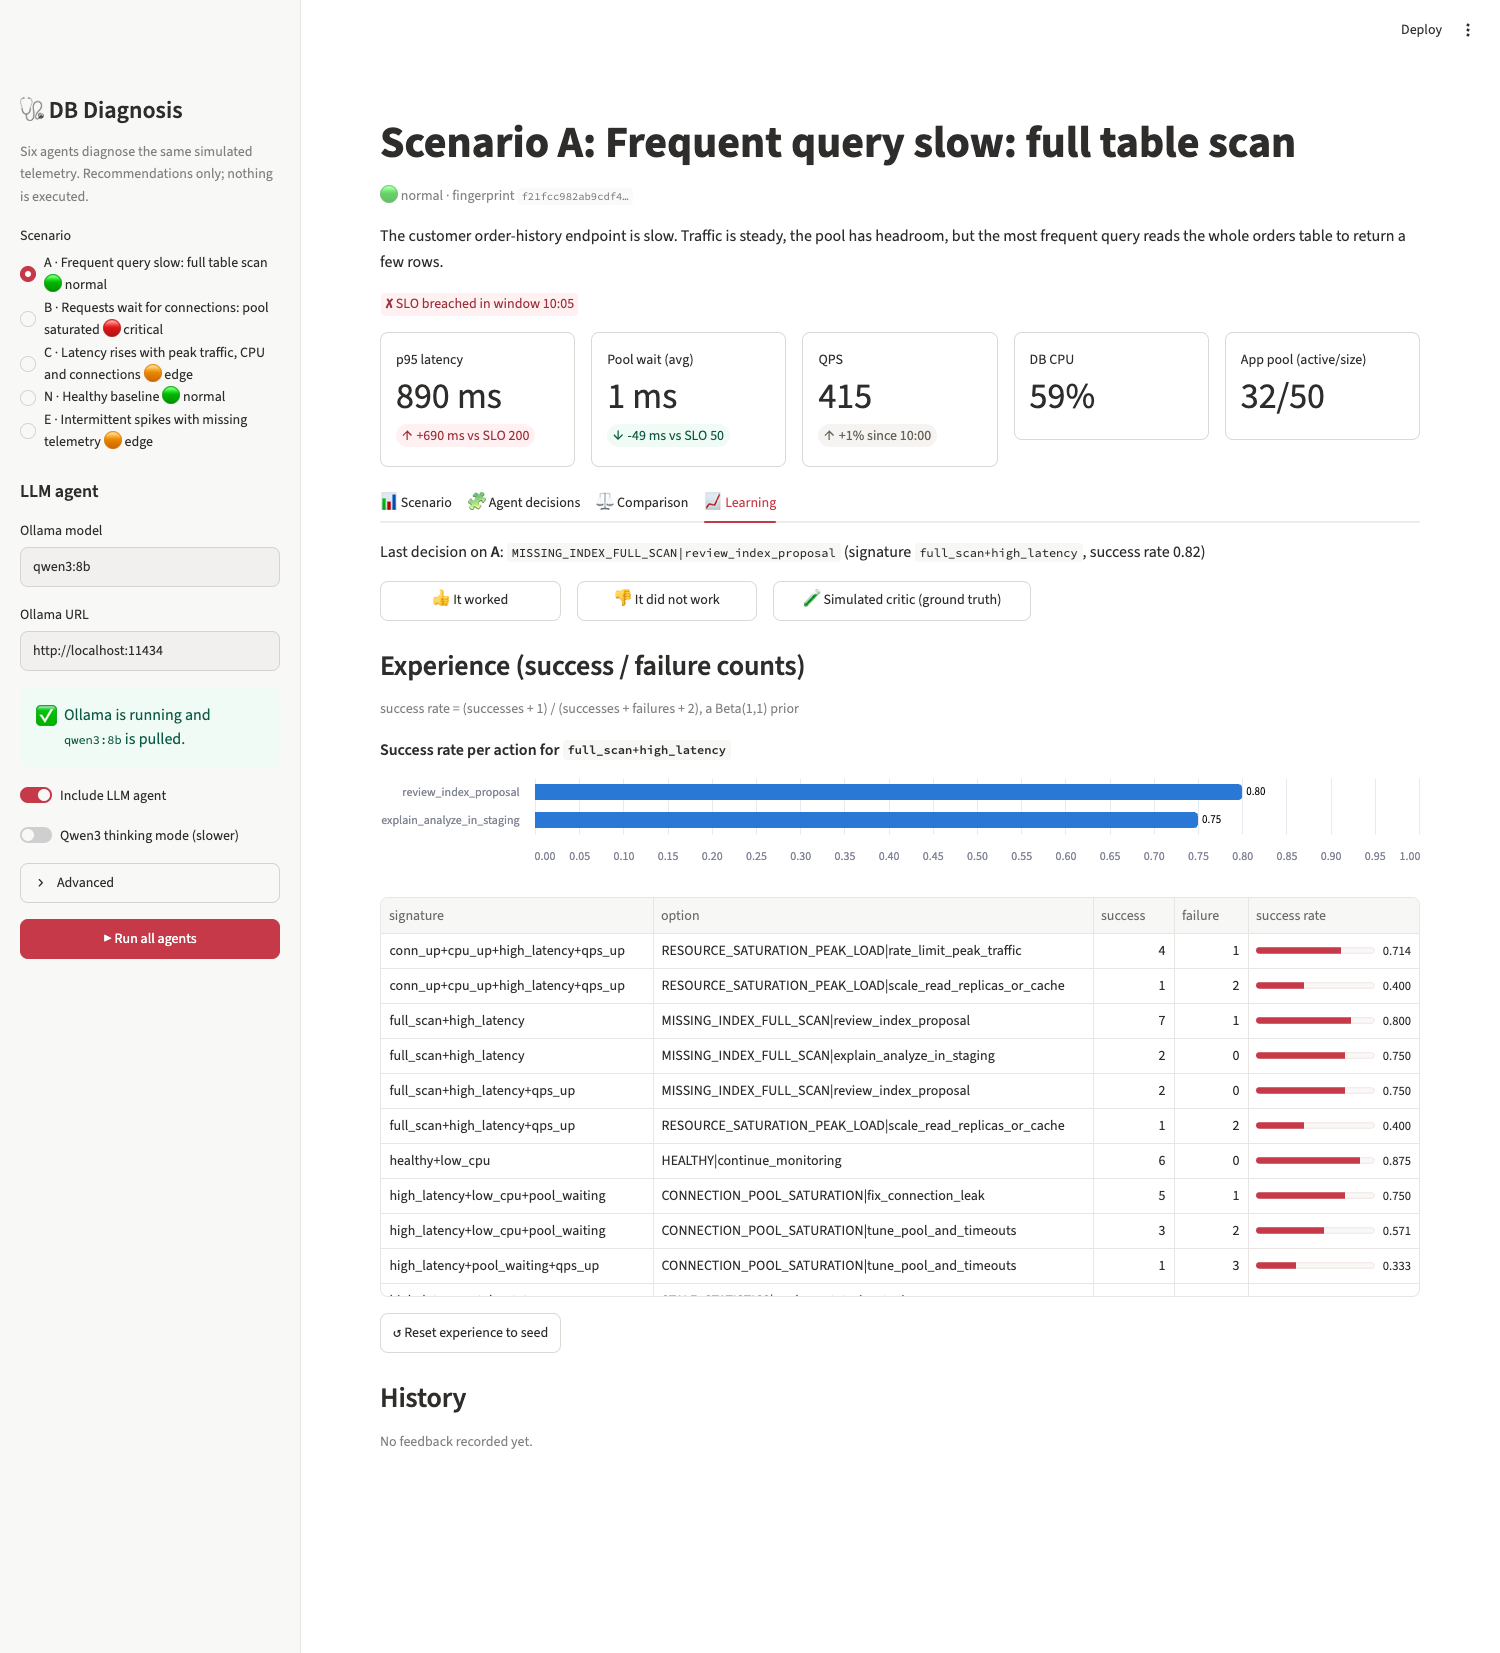 Deploy
DB Diagnosis
Six agents diagnose the same simulated
telemetry. Recommendations only; nothing
is executed.
Scenario
A · Frequent query slow: full table scan
normal
B · Requests wait for connections: pool
saturated critical
C · Latency rises with peak traffic, CPU
and connections edge
N · Healthy baseline normal
E · Intermittent spikes with missing
telemetry edge
LLM agent
Ollama model
qwen3:8b
Ollama URL
http://localhost:11434
Ollama is running and
qwen3:8b is pulled.
Include LLM agent
Qwen3 thinking mode (slower)
Advanced
Run all agents
Scenario A: Frequent query slow: full table scan
normal · fingerprint f21fcc982ab9cdf4…
The customer order-history endpoint is slow. Traffic is steady, the pool has headroom, but the most frequent query reads the whole orders table to return a
few rows.
✗ SLO breached in window 10:05
p95 latency
890 ms
↑ +690 ms vs SLO 200
Pool wait (avg)
1 ms
↓ -49 ms vs SLO 50
QPS
415
↑ +1% since 10:00
DB CPU
59%
App pool (active/size)
32/50
Scenario Agent decisions Comparison Learning
Last decision on A: MISSING_INDEX_FULL_SCAN|review_index_proposal (signature full_scan+high_latency, success rate 0.82)
It worked
It did not work
Simulated critic (ground truth)
Experience (success / failure counts)
success rate = (successes + 1) / (successes + failures + 2), a Beta(1,1) prior
Success rate per action for full_scan+high_latency
review_index_proposal 0.80
explain_analyze_in_staging 0.75
0.00 0.05 0.10 0.15 0.20 0.25 0.30 0.35 0.40 0.45 0.50 0.55 0.60 0.65 0.70 0.75 0.80 0.85 0.90 0.95 1.00
signature option success failure success rate
conn_up+cpu_up+high_latency+qps_up RESOURCE_SATURATION_PEAK_LOAD|rate_limit_peak_traffic 4 1 0.714
conn_up+cpu_up+high_latency+qps_up RESOURCE_SATURATION_PEAK_LOAD|scale_read_replicas_or_cache 1 2 0.400
full_scan+high_latency MISSING_INDEX_FULL_SCAN|review_index_proposal 7 1 0.800
full_scan+high_latency MISSING_INDEX_FULL_SCAN|explain_analyze_in_staging 2 0 0.750
full_scan+high_latency+qps_up MISSING_INDEX_FULL_SCAN|review_index_proposal 2 0 0.750
full_scan+high_latency+qps_up RESOURCE_SATURATION_PEAK_LOAD|scale_read_replicas_or_cache 1 2 0.400
healthy+low_cpu HEALTHY|continue_monitoring 6 0 0.875
high_latency+low_cpu+pool_waiting CONNECTION_POOL_SATURATION|fix_connection_leak 5 1 0.750
high_latency+low_cpu+pool_waiting CONNECTION_POOL_SATURATION|tune_pool_and_timeouts 3 2 0.571
high_latency+pool_waiting+qps_up CONNECTION_POOL_SATURATION|tune_pool_and_timeouts 1 3 0.333
↺ Reset experience to seed
History
No feedback recorded yet.